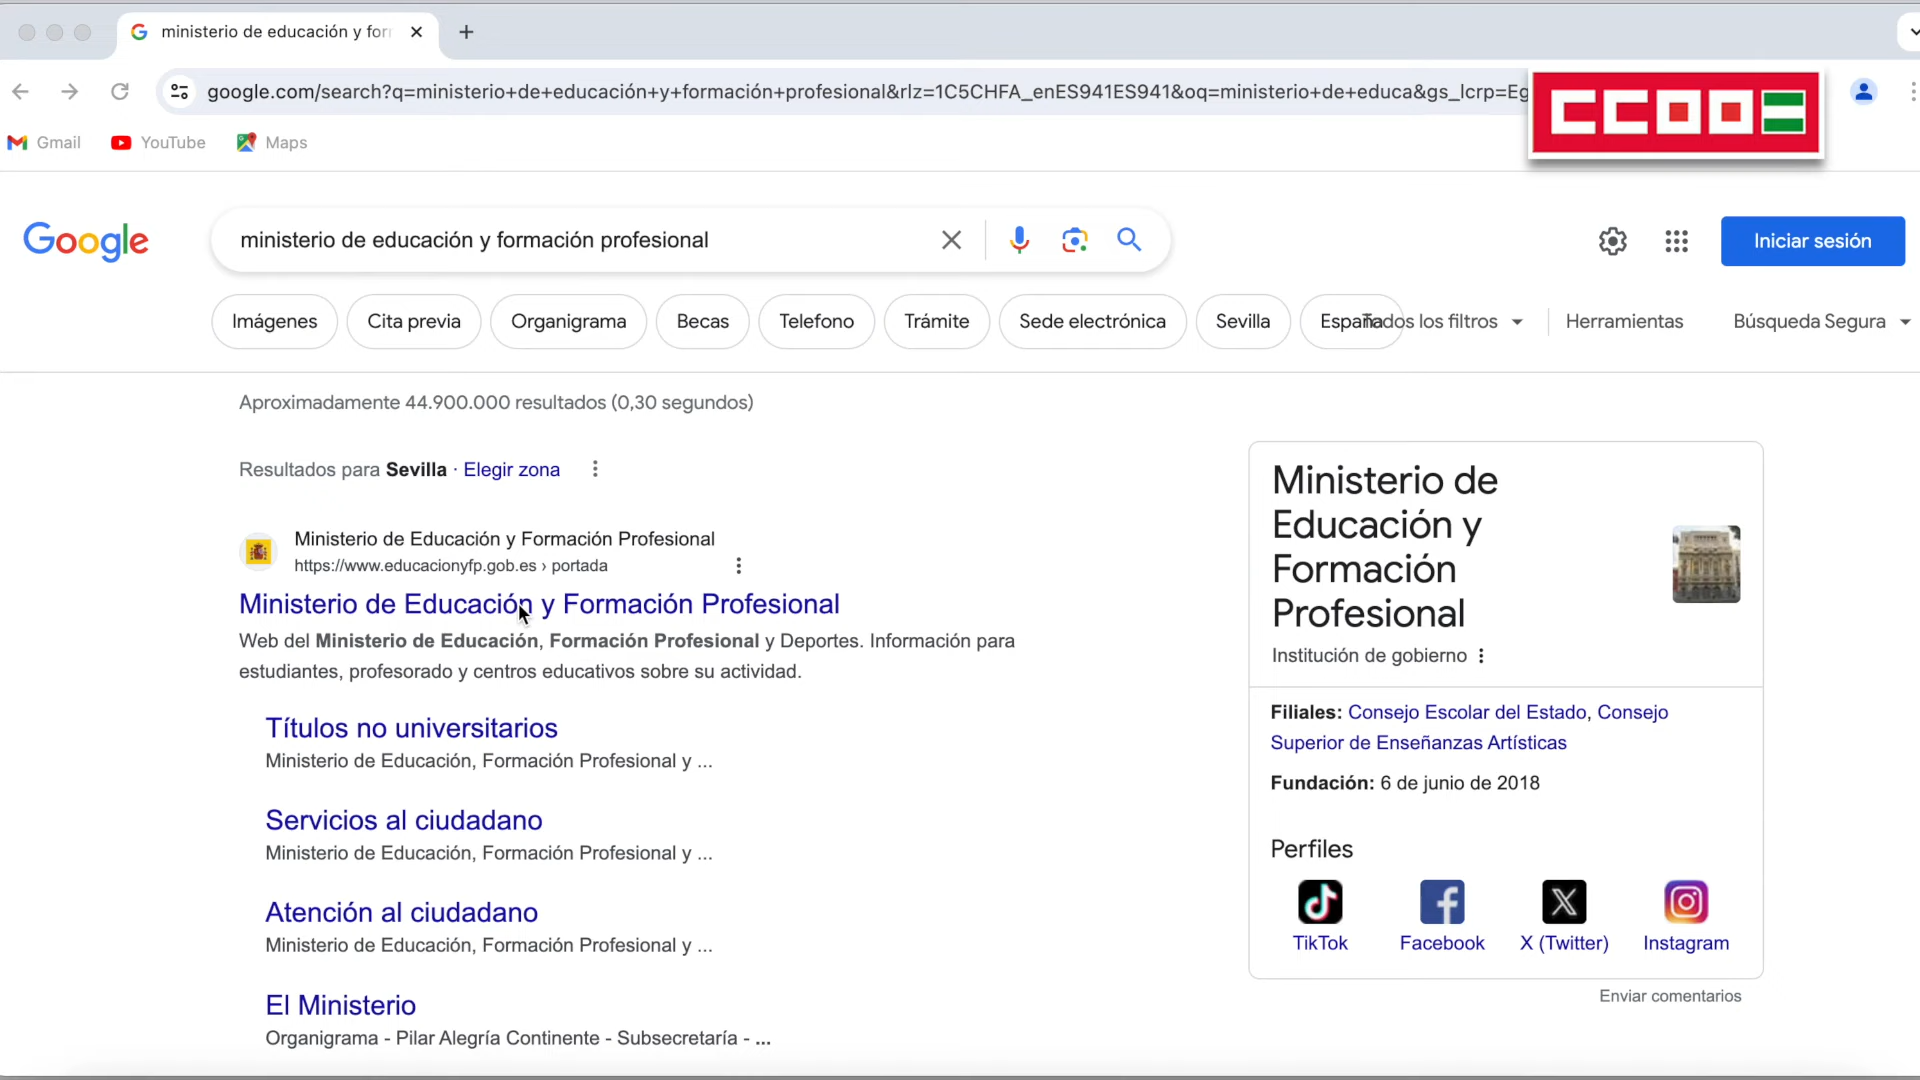 ministerio de educación y for
google.com/search?q=ministerio+de+educación+y+formación+profesional&rlz=1C5CHFA_enES941ES941&oq=ministerio+de+educa&gs_lcrp=Eg
CCOO
Gmail
YouTube
Maps
Google
ministerio de educación y formación profesional
Iniciar sesión
Imágenes
Cita previa
Organigrama
Becas
Telefono
Trámite
Sede electrónica
Sevilla
España
Todos los filtros
Herramientas
Búsqueda Segura
Aproximadamente 44.900.000 resultados (0,30 segundos)
Resultados para Sevilla · Elegir zona
Ministerio de Educación y Formación Profesional
https://www.educacionyfp.gob.es › portada
Ministerio de Educación y Formación Profesional
Web del Ministerio de Educación, Formación Profesional y Deportes. Información para
estudiantes, profesorado y centros educativos sobre su actividad.
Títulos no universitarios
Ministerio de Educación, Formación Profesional y ...
Servicios al ciudadano
Ministerio de Educación, Formación Profesional y ...
Atención al ciudadano
Ministerio de Educación, Formación Profesional y ...
El Ministerio
Organigrama - Pilar Alegría Continente - Subsecretaría - ...
Ministerio de
Educación y
Formación
Profesional
Institución de gobierno
Filiales: Consejo Escolar del Estado, Consejo
Superior de Enseñanzas Artísticas
Fundación: 6 de junio de 2018
Perfiles
TikTok
Facebook
X (Twitter)
Instagram
Enviar comentarios